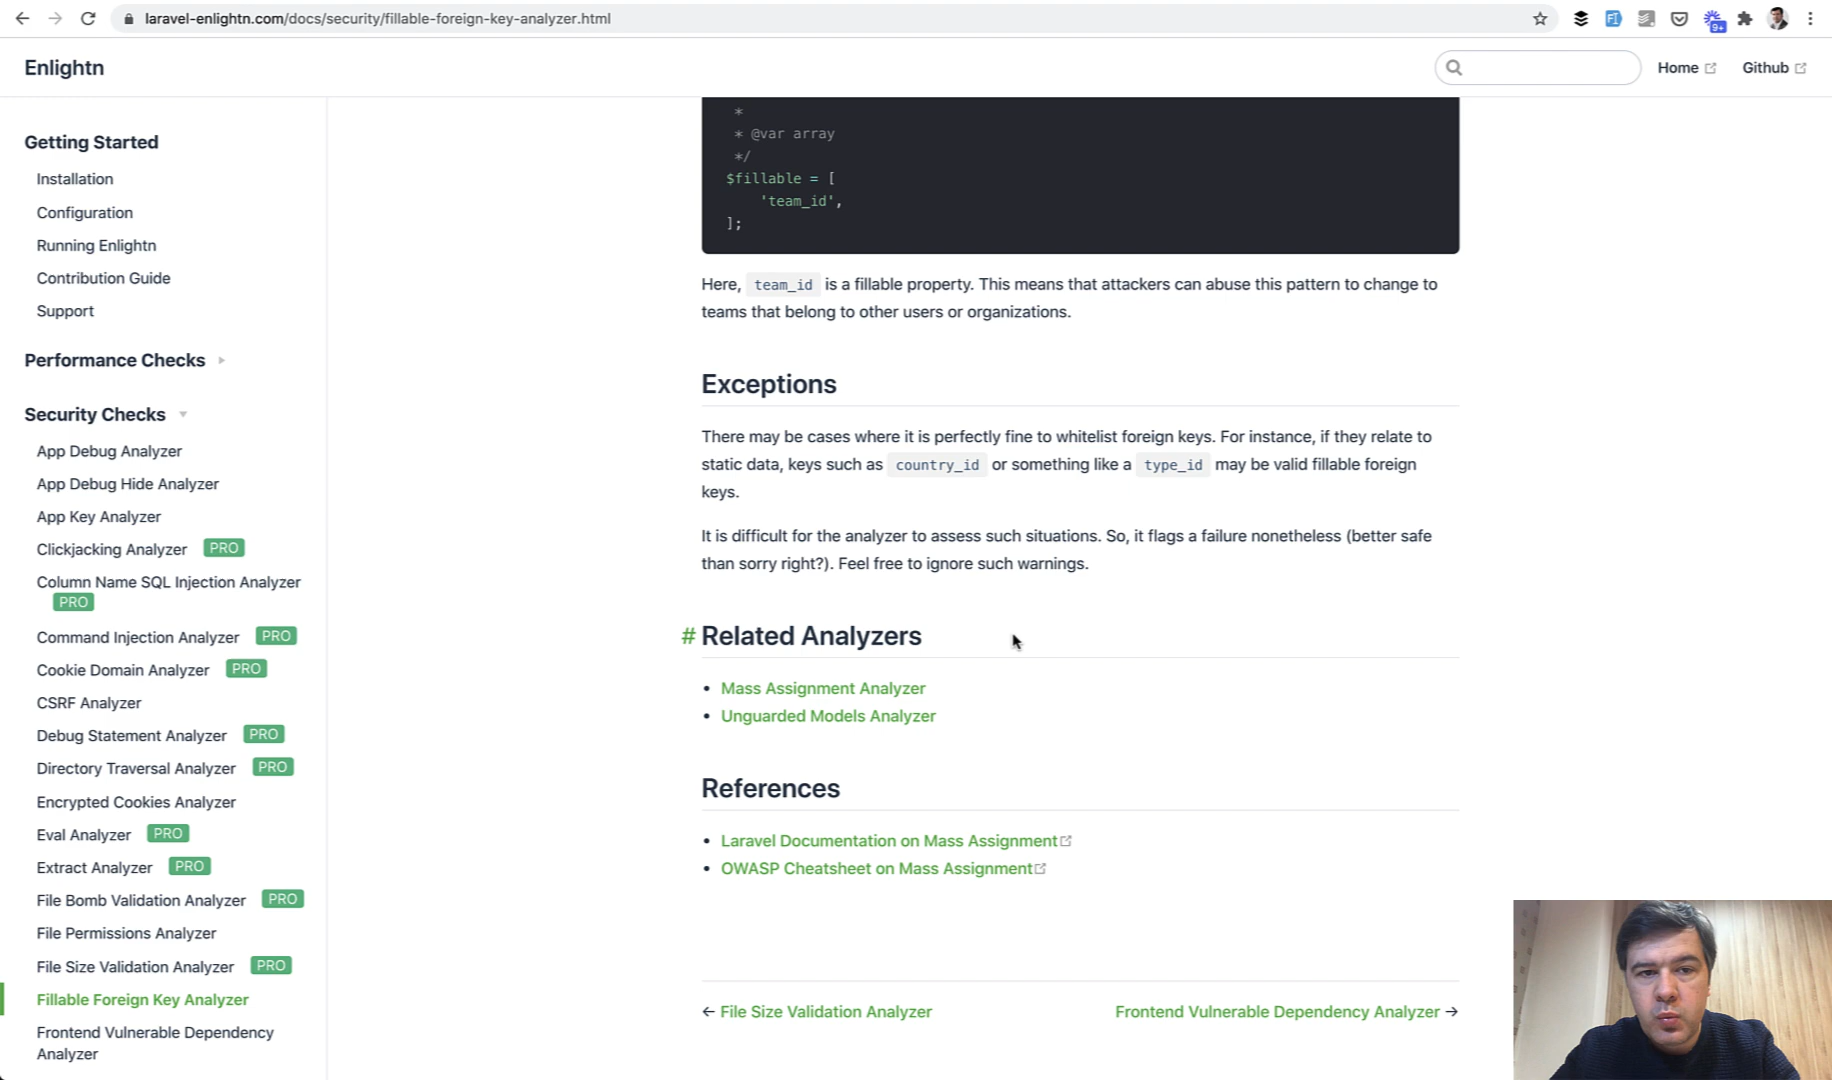 laravel-enlightn.com/docs/security/fillable-foreign-key-analyzer.html
9+
Enlightn
Home
Github
Getting Started
Installation
Configuration
Running Enlightn
Contribution Guide
Support
Performance Checks
Security Checks
App Debug Analyzer
App Debug Hide Analyzer
App Key Analyzer
Clickjacking Analyzer PRO
Column Name SQL Injection Analyzer
PRO
Command Injection Analyzer PRO
Cookie Domain Analyzer PRO
CSRF Analyzer
Debug Statement Analyzer PRO
Directory Traversal Analyzer PRO
Encrypted Cookies Analyzer
Eval Analyzer PRO
Extract Analyzer PRO
File Bomb Validation Analyzer PRO
File Permissions Analyzer
File Size Validation Analyzer PRO
Fillable Foreign Key Analyzer
Frontend Vulnerable Dependency
Analyzer
*
* @var array
*/
$fillable = [
'team_id',
];
Here, team_id is a fillable property. This means that attackers can abuse this pattern to change to
teams that belong to other users or organizations.
Exceptions
There may be cases where it is perfectly fine to whitelist foreign keys. For instance, if they relate to
static data, keys such as country_id or something like a type_id may be valid fillable foreign
keys.
It is difficult for the analyzer to assess such situations. So, it flags a failure nonetheless (better safe
than sorry right?). Feel free to ignore such warnings.
# Related Analyzers
• Mass Assignment Analyzer
• Unguarded Models Analyzer
References
• Laravel Documentation on Mass Assignment
• OWASP Cheatsheet on Mass Assignment
← File Size Validation Analyzer
Frontend Vulnerable Dependency Analyzer →